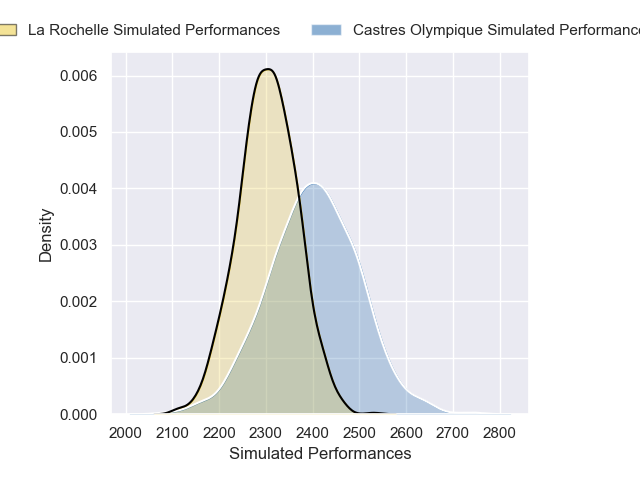 La Rochelle Simulated Performances
Castres Olympique Simulated Performance
0.006
0.005
0.004
0.003
0.002
0.001
0.000
Density
2000 2100 2200 2300 2400 2500 2600 2700 2800
Simulated Performances